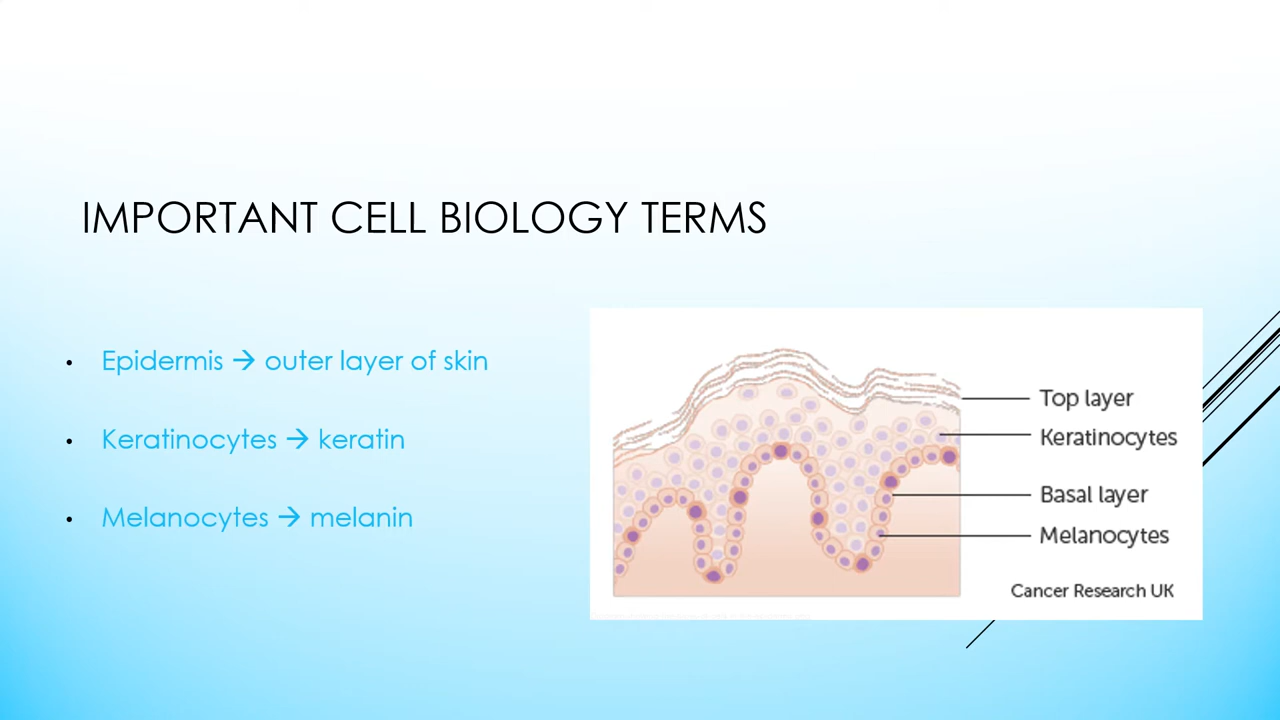 IMPORTANT CELL BIOLOGY TERMS
• Epidermis → outer layer of skin
• Keratinocytes → keratin
• Melanocytes → melanin
Top layer
Keratinocytes
Basal layer
Melanocytes
Cancer Research UK